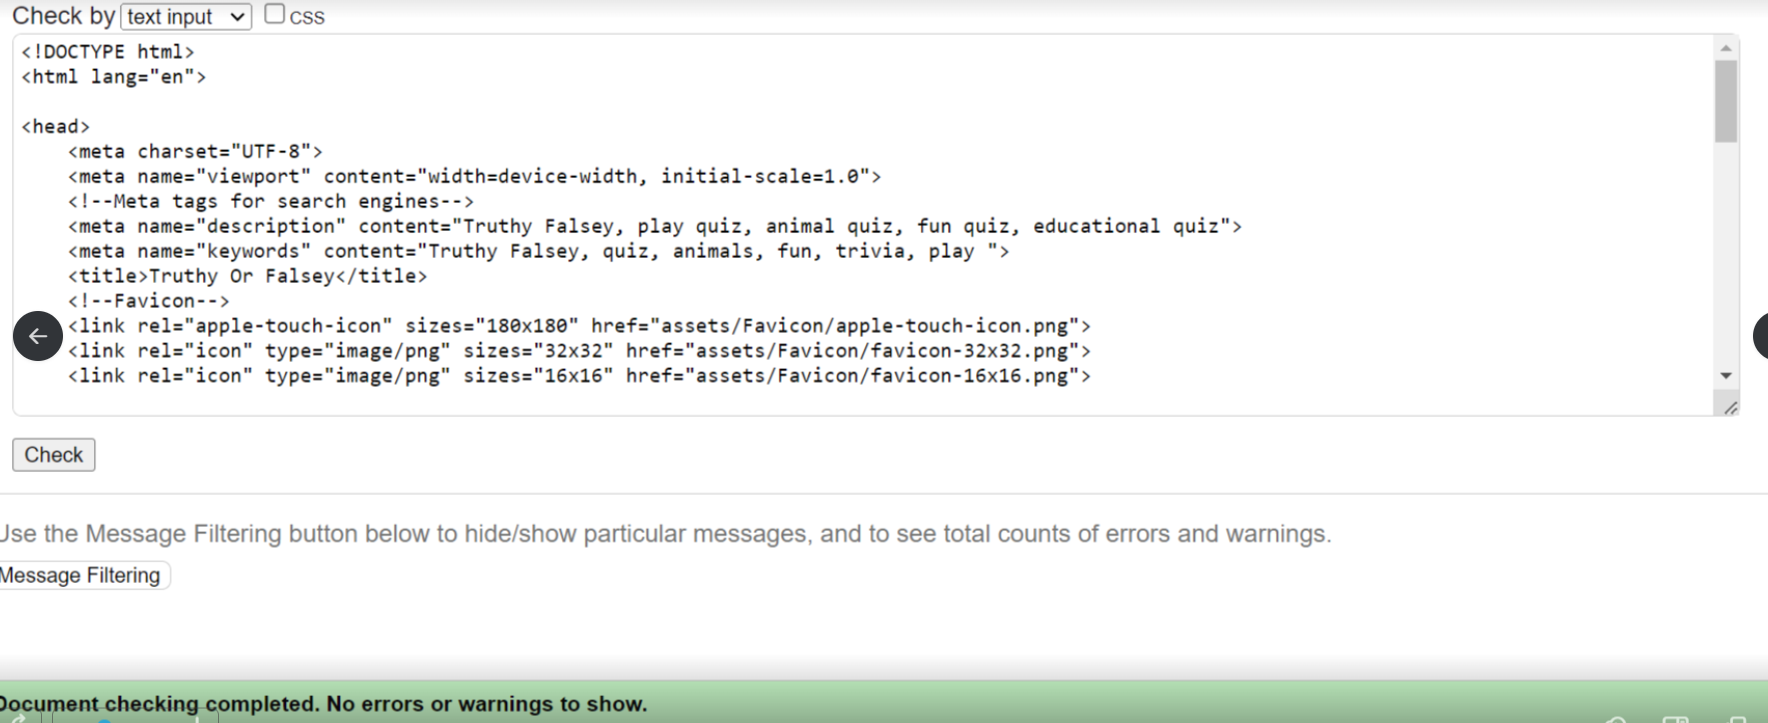 Check by text input css
<!DOCTYPE html>
<html lang="en">
<head>
<meta charset="UTF-8">
<meta name="viewport" content="width=device-width, initial-scale=1.0">
<!--Meta tags for search engines-->
<meta name="description" content="Truthy Falsey, play quiz, animal quiz, fun quiz, educational quiz">
<meta name="keywords" content="Truthy Falsey, quiz, animals, fun, trivia, play ">
<title>Truthy Or Falsey</title>
<!--Favicon-->
<link rel="apple-touch-icon" sizes="180x180" href="assets/Favicon/apple-touch-icon.png">
<link rel="icon" type="image/png" sizes="32x32" href="assets/Favicon/favicon-32x32.png">
<link rel="icon" type="image/png" sizes="16x16" href="assets/Favicon/favicon-16x16.png">
Check
Use the Message Filtering button below to hide/show particular messages, and to see total counts of errors and warnings.
Message Filtering
Document checking completed. No errors or warnings to show.